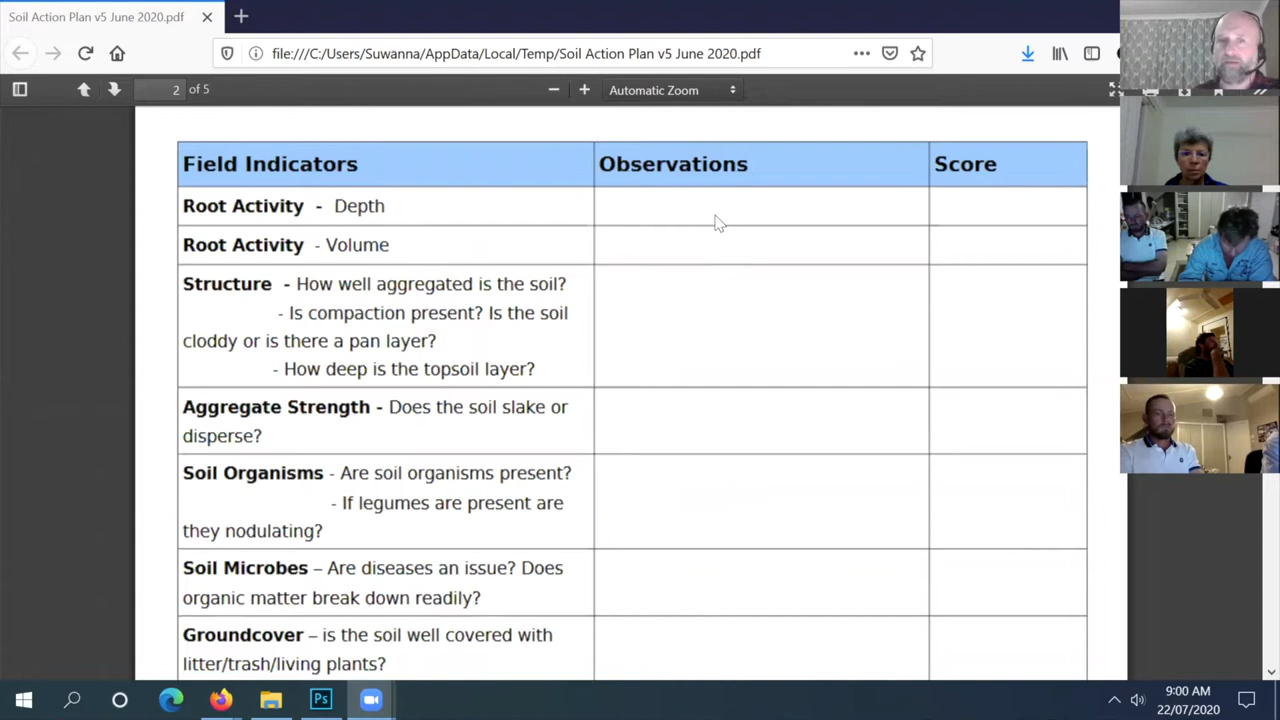 Soil Action Plan v5 June 2020.pdf
file:///C:/Users/Suwanna/AppData/Local/Temp/Soil Action Plan v5 June 2020.pdf
2 of 5
Automatic Zoom
Field Indicators Observations Score
Root Activity - Depth
Root Activity - Volume
Structure - How well aggregated is the soil?
- Is compaction present? Is the soil
cloddy or is there a pan layer?
- How deep is the topsoil layer?
Aggregate Strength - Does the soil slake or
disperse?
Soil Organisms - Are soil organisms present?
- If legumes are present are
they nodulating?
Soil Microbes – Are diseases an issue? Does
organic matter break down readily?
Groundcover – is the soil well covered with
litter/trash/living plants?
Ps
9:00 AM
22/07/2020